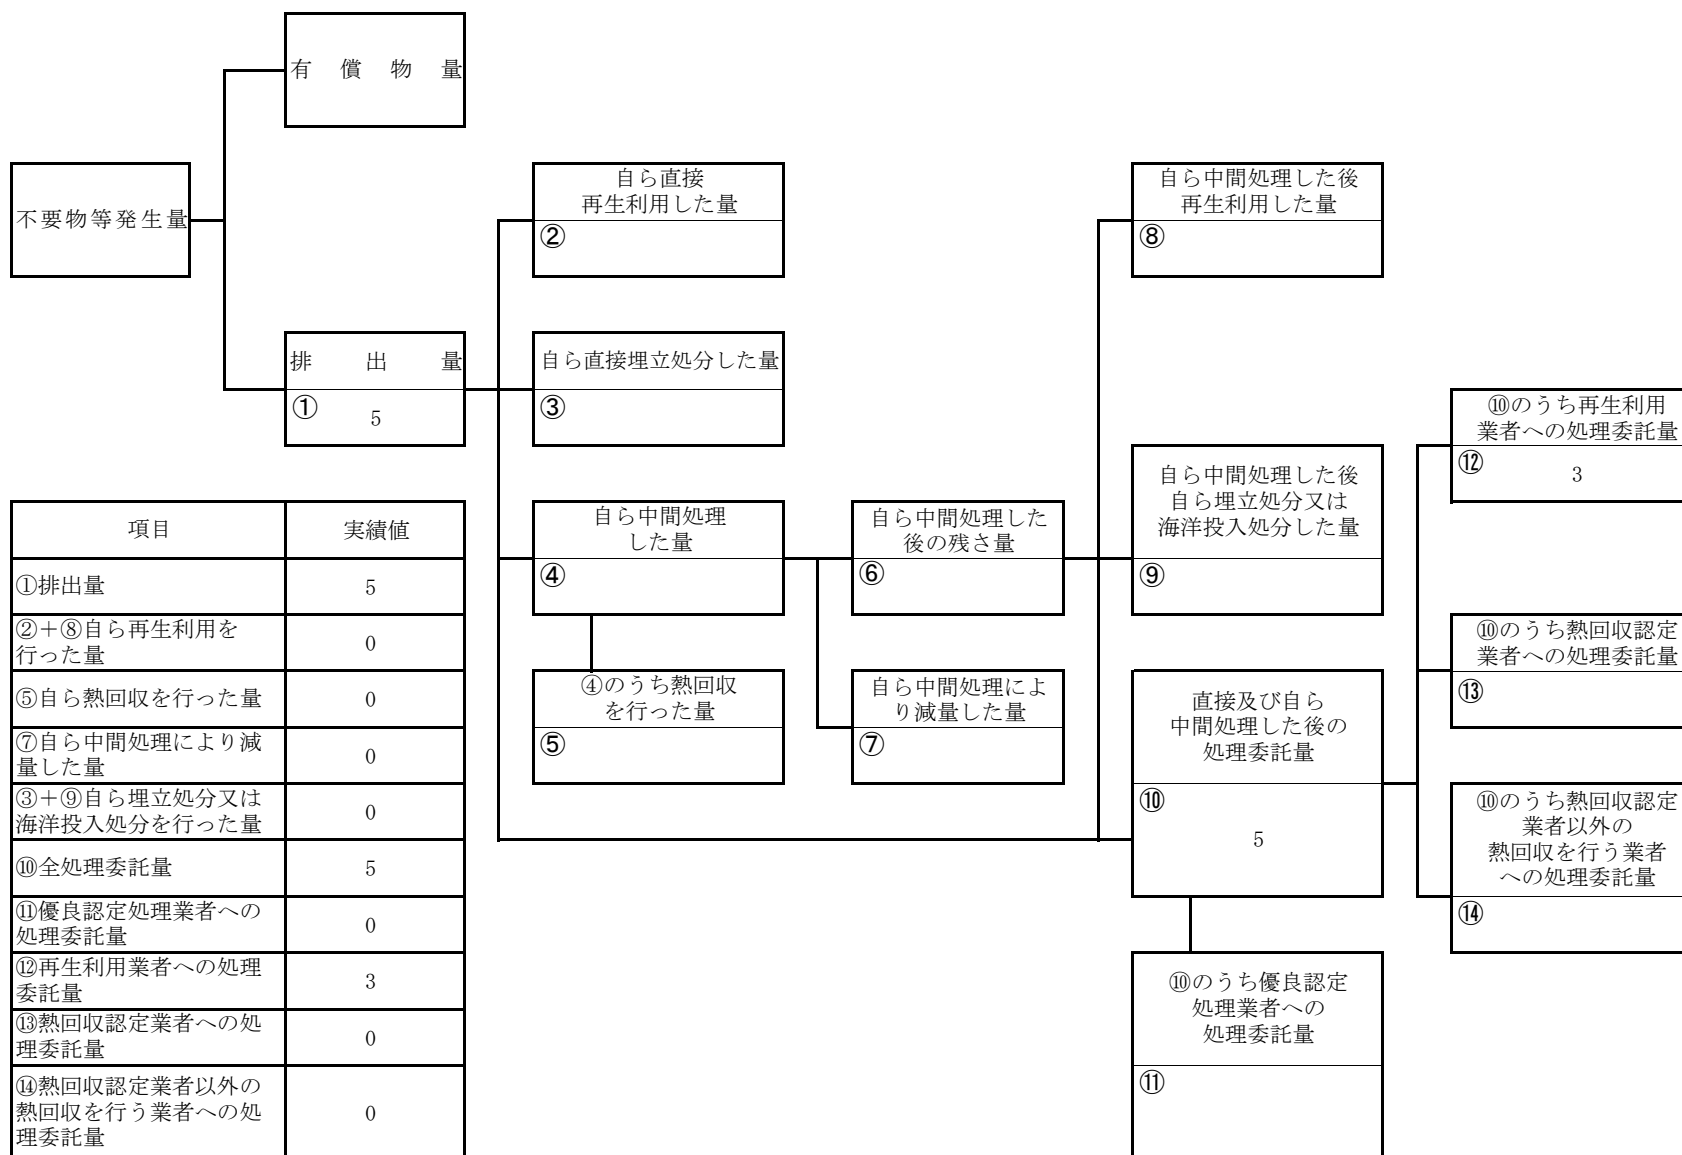 有償物量
不要物等発生量
排出量
① 5
自ら直接
再生利用した量
②
自ら直接埋立処分した量
③
自ら中間処理
した量
④
④のうち熱回収
を行った量
⑤
自ら中間処理した
後の残さ量
⑥
自ら中間処理によ
り減量した量
⑦
自ら中間処理した後
再生利用した量
⑧
自ら中間処理した後
自ら埋立処分又は
海洋投入処分した量
⑨
直接及び自ら
中間処理した後の
処理委託量
⑩
5
⑩のうち優良認定
処理業者への
処理委託量
⑪
⑩のうち再生利用
業者への処理委託量
⑫ 3
⑩のうち熱回収認定
業者への処理委託量
⑬
⑩のうち熱回収認定
業者以外の
熱回収を行う業者
への処理委託量
⑭
項目 実績値
①排出量 5
②+⑧自ら再生利用を
行った量 0
⑤自ら熱回収を行った量 0
⑦自ら中間処理により減
量した量 0
③+⑨自ら埋立処分又は
海洋投入処分を行った量 0
⑩全処理委託量 5
⑪優良認定処理業者への
処理委託量 0
⑫再生利用業者への処理
委託量 3
⑬熱回収認定業者への処
理委託量 0
⑭熱回収認定業者以外の
熱回収を行う業者への処
理委託量 0